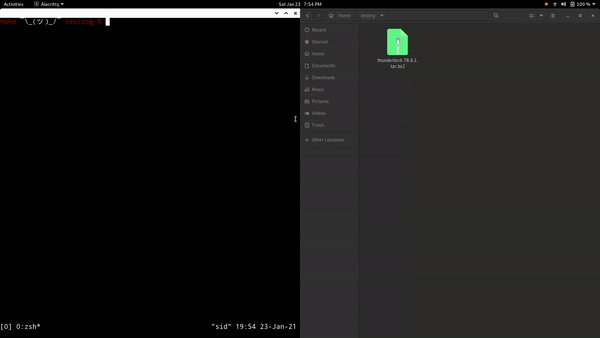 Activities
Alacritty
Sat Jan 23 7:54 PM
100 %
¯\_(ツ)_/¯ testing %
[0] 0:zsh*
"sid" 19:54 23-Jan-21
Home
testing
Recent
Starred
Home
Documents
Downloads
Music
Pictures
Videos
Trash
+ Other Locations
thunderbird-78.6.1.
tar.bz2